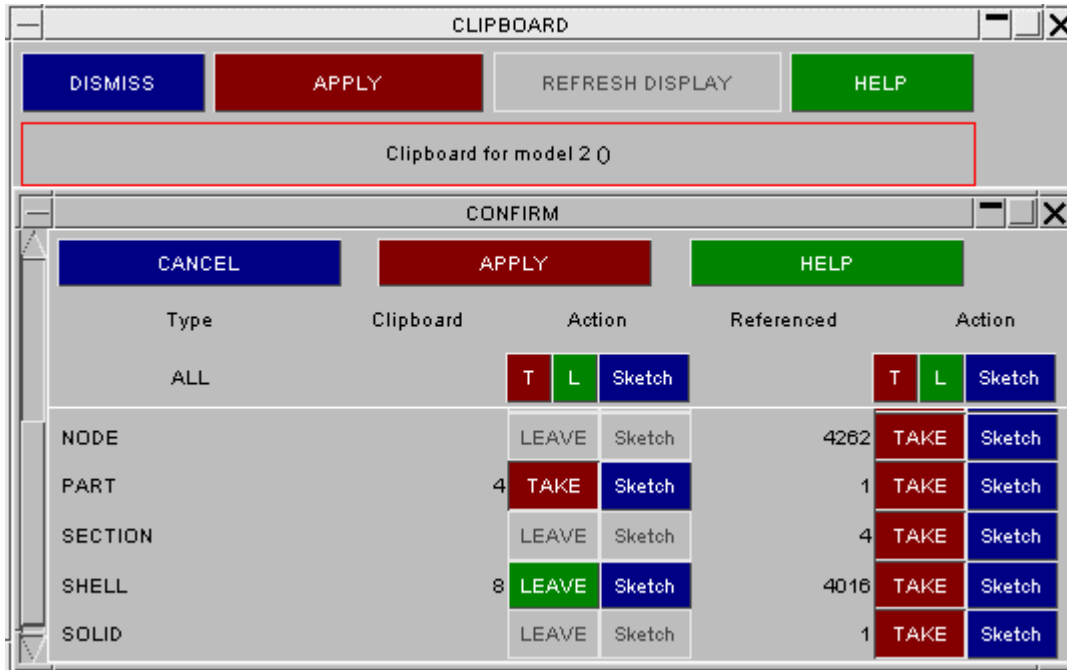 CLIPBOARD
DISMISS APPLY REFRESH DISPLAY HELP
Clipboard for model 2 ()
CONFIRM
CANCEL APPLY HELP
Type Clipboard Action Referenced Action
ALL T L Sketch T L Sketch
NODE LEAVE Sketch 4262 TAKE Sketch
PART 4 TAKE Sketch 1 TAKE Sketch
SECTION LEAVE Sketch 4 TAKE Sketch
SHELL 8 LEAVE Sketch 4016 TAKE Sketch
SOLID LEAVE Sketch 1 TAKE Sketch